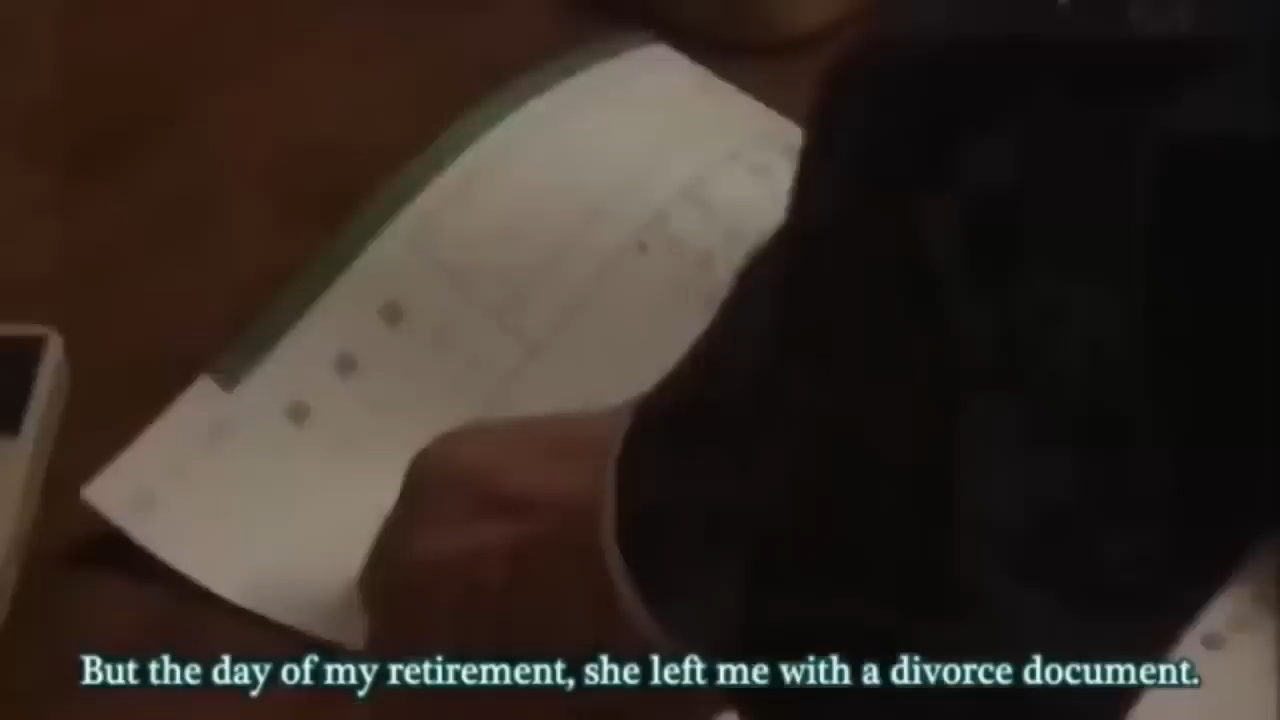 But the day of my retirement, she left me with a divorce document.